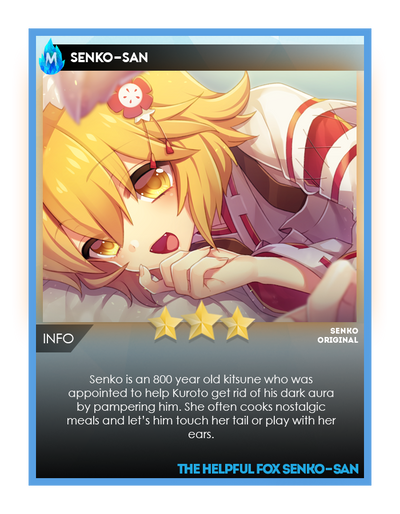 M
SENKO-SAN
SENKO
ORIGINAL
INFO
Senko is an 800 year old kitsune who was
appointed to help Kuroto get rid of his dark aura
by pampering him. She often cooks nostalgic
meals and let's him touch her tail or play with her
ears.
THE HELPFUL FOX SENKO-SAN